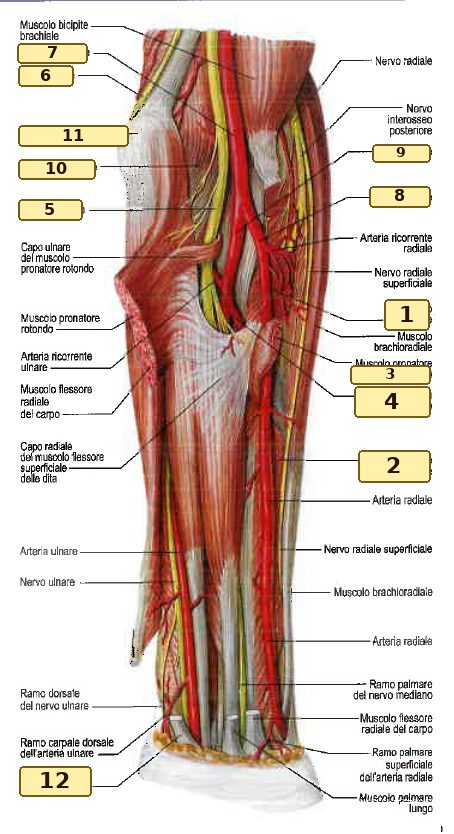 Muscolo bicipite
brachiale
7
6
11
10
5
Capo ulnare
del muscolo
pronatore rotondo
Muscolo pronatore
rotondo
Arteria ricorrente
ulnare
Muscolo flessore
radiale
del carpo
Capo radiale
del muscolo flessore
superficiale
delle dita
Arteria ulnare
Nervo ulnare
Ramo dorsale
del nervo ulnare
Ramo carpale dorsale
dell'arteria ulnare
12
Nervo radiale
Nervo
interosseo
posteriore
9
8
Arteria ricorrente
radiale
Nervo radiale
superficiale
1
Muscolo
brachioradiale
Muscolo pronatore
3
4
2
Arteria radiale
Nervo radiale superficiale
Muscolo brachioradiale
Arteria radiale
Ramo palmare
del nervo mediano
Muscolo flessore
radiale del carpo
Ramo palmare
superficiale
dell'arteria radiale
Muscolo palmare
lungo